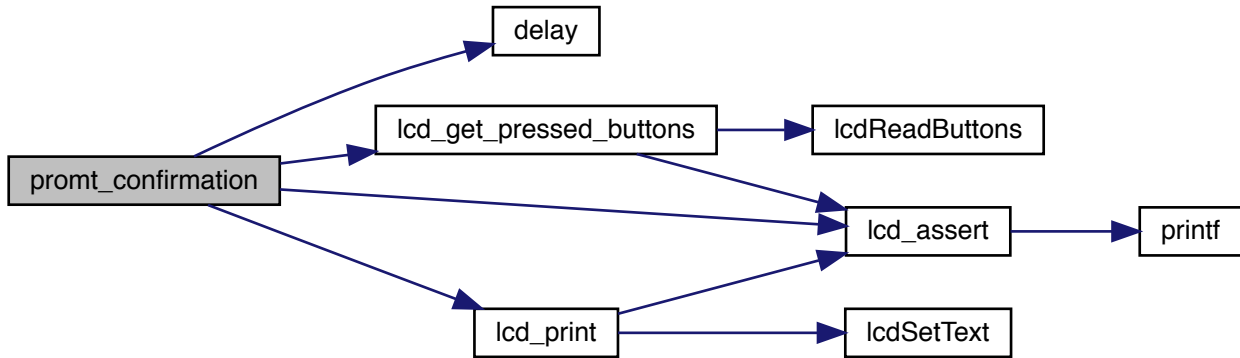 delay
lcd_get_pressed_buttons
lcdReadButtons
promt_confirmation
lcd_assert
printf
lcd_print
lcdSetText